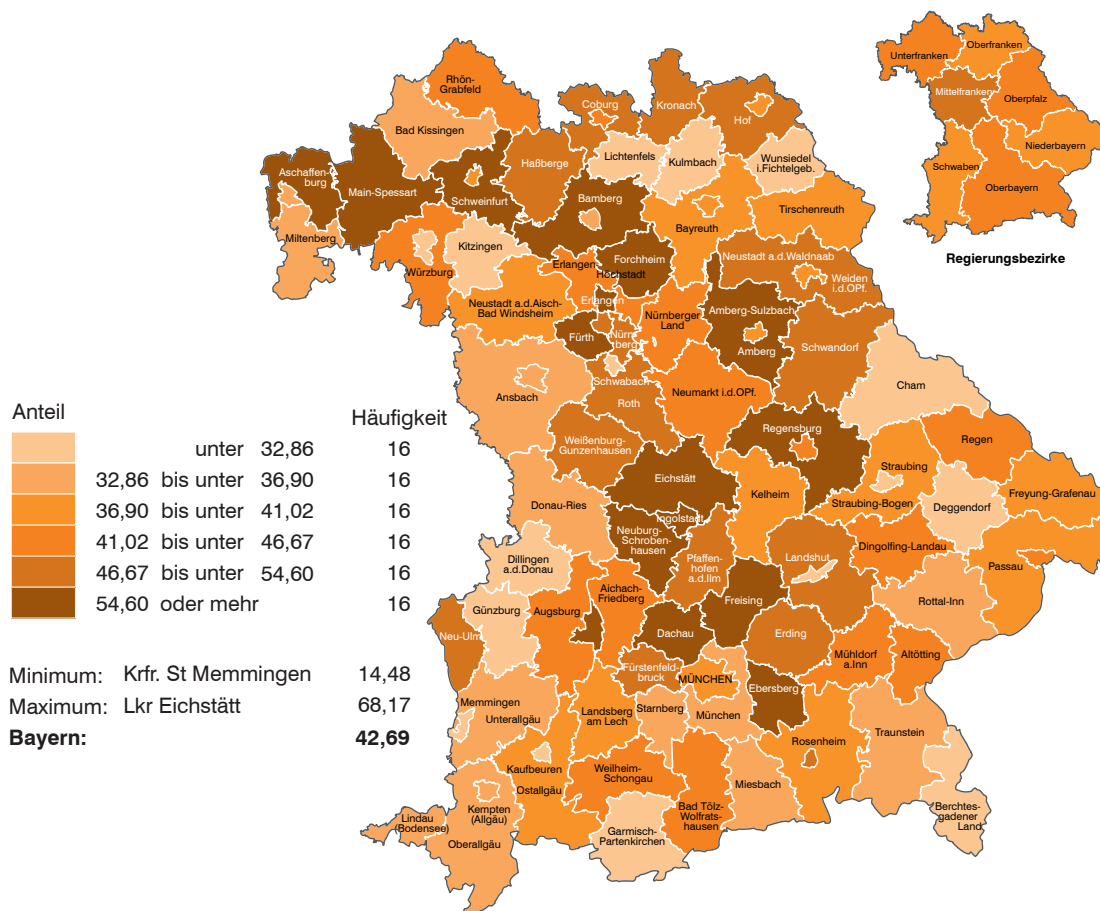 Unterfranken
Oberfranken
Mittelfranken
Oberpfalz
Niederbayern
Schwaben
Oberbayern
Regierungsbezirke
Rhön-
Grabfeld
Bad Kissingen
Coburg
Kronach
Hof
Lichtenfels
Kulmbach
Wunsiedel
i.Fichtelgeb.
Haßberge
Aschaffen-
burg
Main-Spessart
Schweinfurt
Bamberg
Tirschenreuth
Bayreuth
Miltenberg
Kitzingen
Würzburg
Forchheim
Erlangen
Höchstadt
Neustadt a.d.Waldnaab
Weiden
i.d.OPf.
Neustadt a.d.Aisch-
Bad Windsheim
Erlangen
Nürnberger
Land
Amberg-Sulzbach
Fürth
Nürn-
berg
Amberg
Schwandorf
Ansbach
Schwabach
Roth
Neumarkt i.d.OPf.
Cham
Weißenburg-
Gunzenhausen
Regensburg
Regen
Straubing
Eichstätt
Kelheim
Straubing-Bogen
Freyung-Grafenau
Deggendorf
Donau-Ries
Ingolstadt
Neuburg-
Schroben-
hausen
Pfaffen-
hofen
a.d.Ilm
Landshut
Dingolfing-Landau
Passau
Dillingen
a.d.Donau
Aichach-
Friedberg
Freising
Rottal-Inn
Günzburg
Augsburg
Neu-Ulm
Dachau
Erding
Mühldorf
a.Inn
Altötting
Fürstenfeld-
bruck
MÜNCHEN
Ebersberg
Memmingen
Unterallgäu
Landsberg
am Lech
Starnberg
München
Rosenheim
Traunstein
Kaufbeuren
Ostallgäu
Weilheim-
Schongau
Miesbach
Bad Tölz-
Wolfrats-
hausen
Berchtes-
gadener
Land
Kempten
(Allgäu)
Lindau
(Bodensee)
Oberallgäu
Garmisch-
Partenkirchen
Anteil Häufigkeit
unter 32,86 16
32,86 bis unter 36,90 16
36,90 bis unter 41,02 16
41,02 bis unter 46,67 16
46,67 bis unter 54,60 16
54,60 oder mehr 16
Minimum: Krfr. St Memmingen 14,48
Maximum: Lkr Eichstätt 68,17
Bayern: 42,69